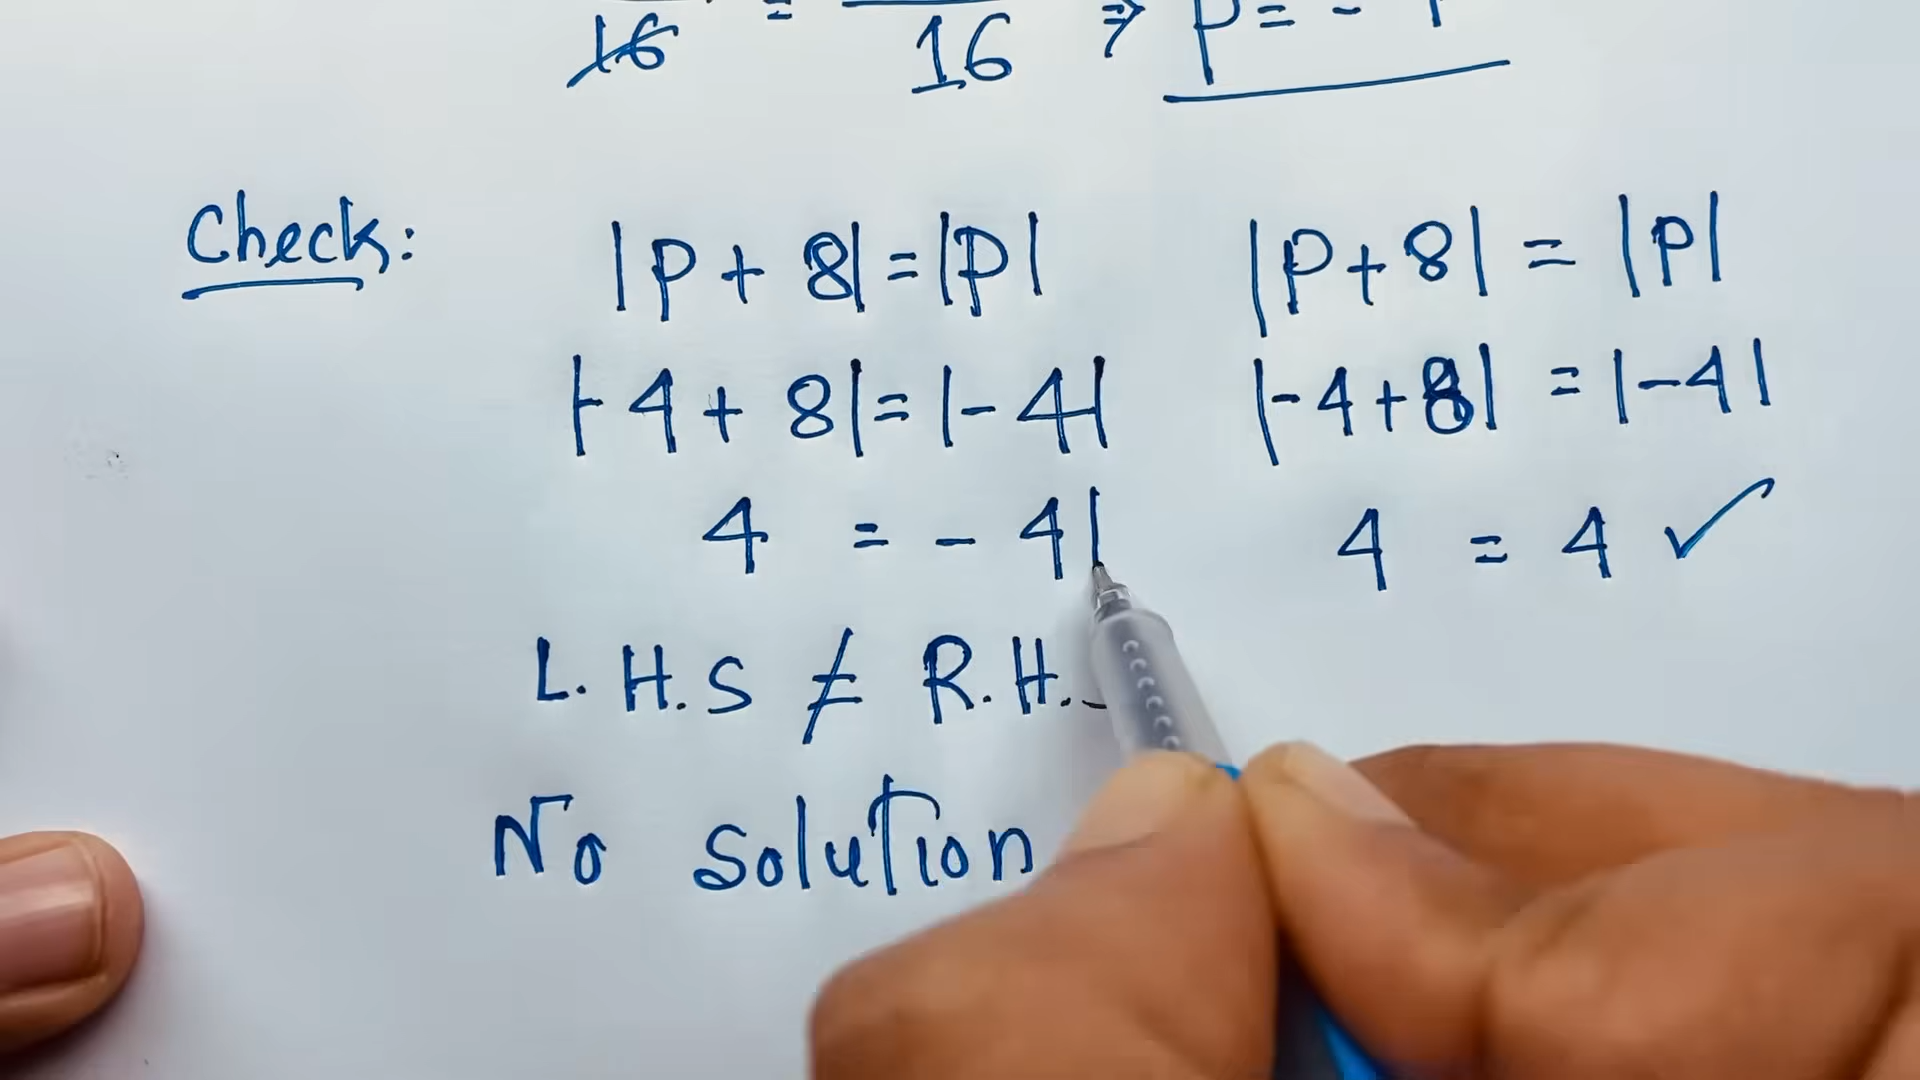 16 = 16 ⇒ P = -
Check: |P + 8| = |P| |P + 8| = |P|
|-4 + 8| = |-4| |-4 + 8| = |-4|
4 = - 4| 4 = 4 ✓
L.H.S ≠ R.H.
No solution